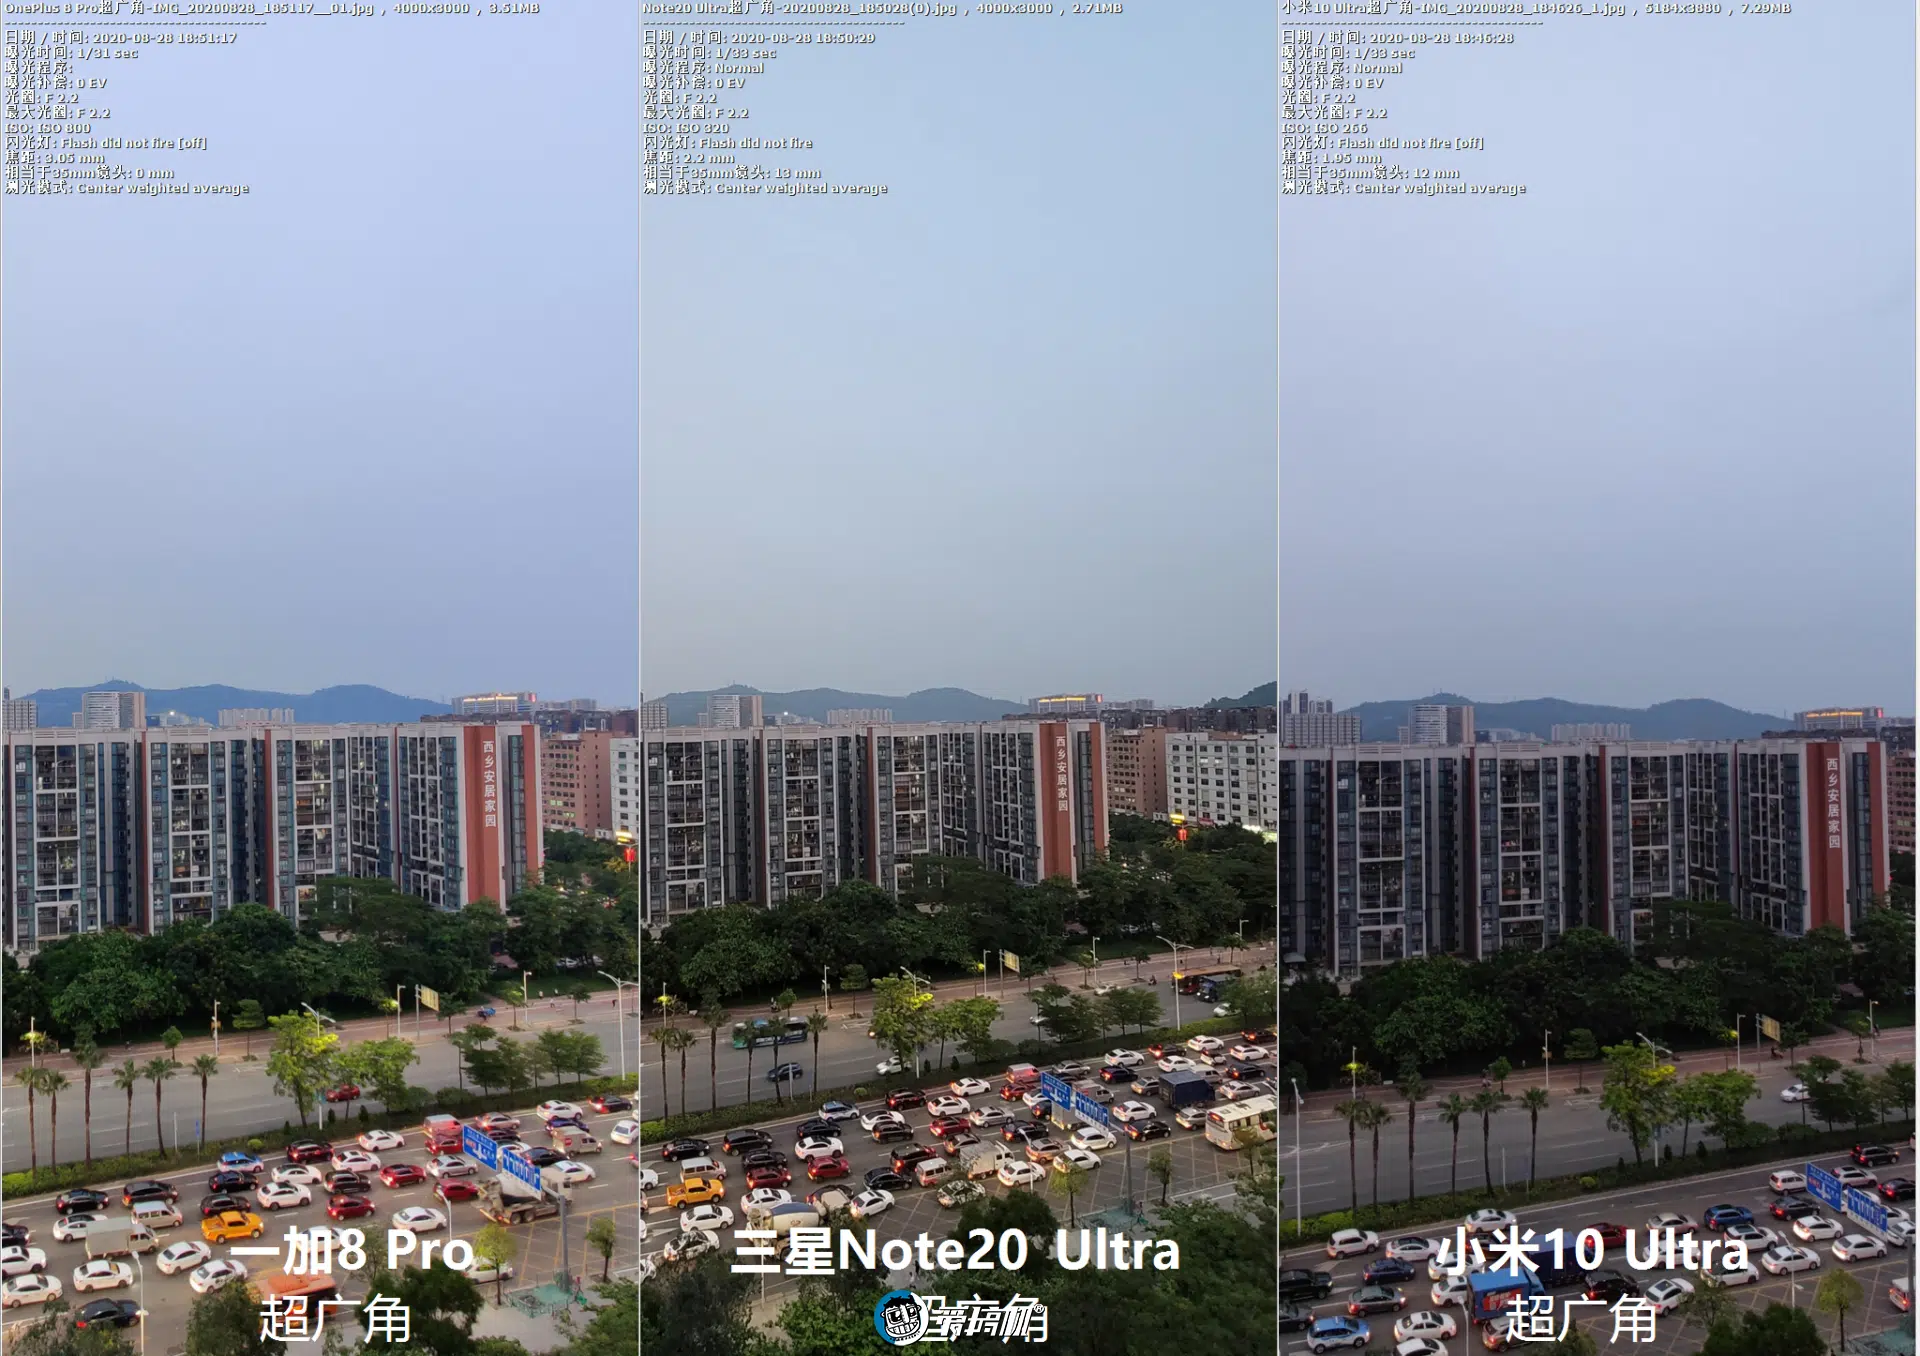 OnePlus 8 Pro超广角-IMG_20200828_185117__01.jpg , 4000x3000 , 3.51MB
日期 / 时间: 2020-08-28 18:51:17
曝光时间: 1/31 sec
曝光程序:
曝光补偿: 0 EV
光圈: F 2.2
最大光圈: F 2.2
ISO: ISO 800
闪光灯: Flash did not fire [off]
焦距: 3.05 mm
相当于35mm镜头: 0 mm
测光模式: Center weighted average
西乡安居家园
一加8 Pro
超广角
Note20 Ultra超广角-20200828_185028(0).jpg , 4000x3000 , 2.71MB
日期 / 时间: 2020-08-28 18:50:29
曝光时间: 1/33 sec
曝光程序: Normal
曝光补偿: 0 EV
光圈: F 2.2
最大光圈: F 2.2
ISO: ISO 320
闪光灯: Flash did not fire
焦距: 2.2 mm
相当于35mm镜头: 13 mm
测光模式: Center weighted average
西乡安居家园
三星Note20 Ultra
超广角
爱搞机®
小米10 Ultra超广角-IMG_20200828_184626_1.jpg , 5184x3880 , 7.29MB
日期 / 时间: 2020-08-28 18:46:28
曝光时间: 1/33 sec
曝光程序: Normal
曝光补偿: 0 EV
光圈: F 2.2
最大光圈: F 2.2
ISO: ISO 266
闪光灯: Flash did not fire [off]
焦距: 1.95 mm
相当于35mm镜头: 12 mm
测光模式: Center weighted average
西乡安居家园
小米10 Ultra
超广角